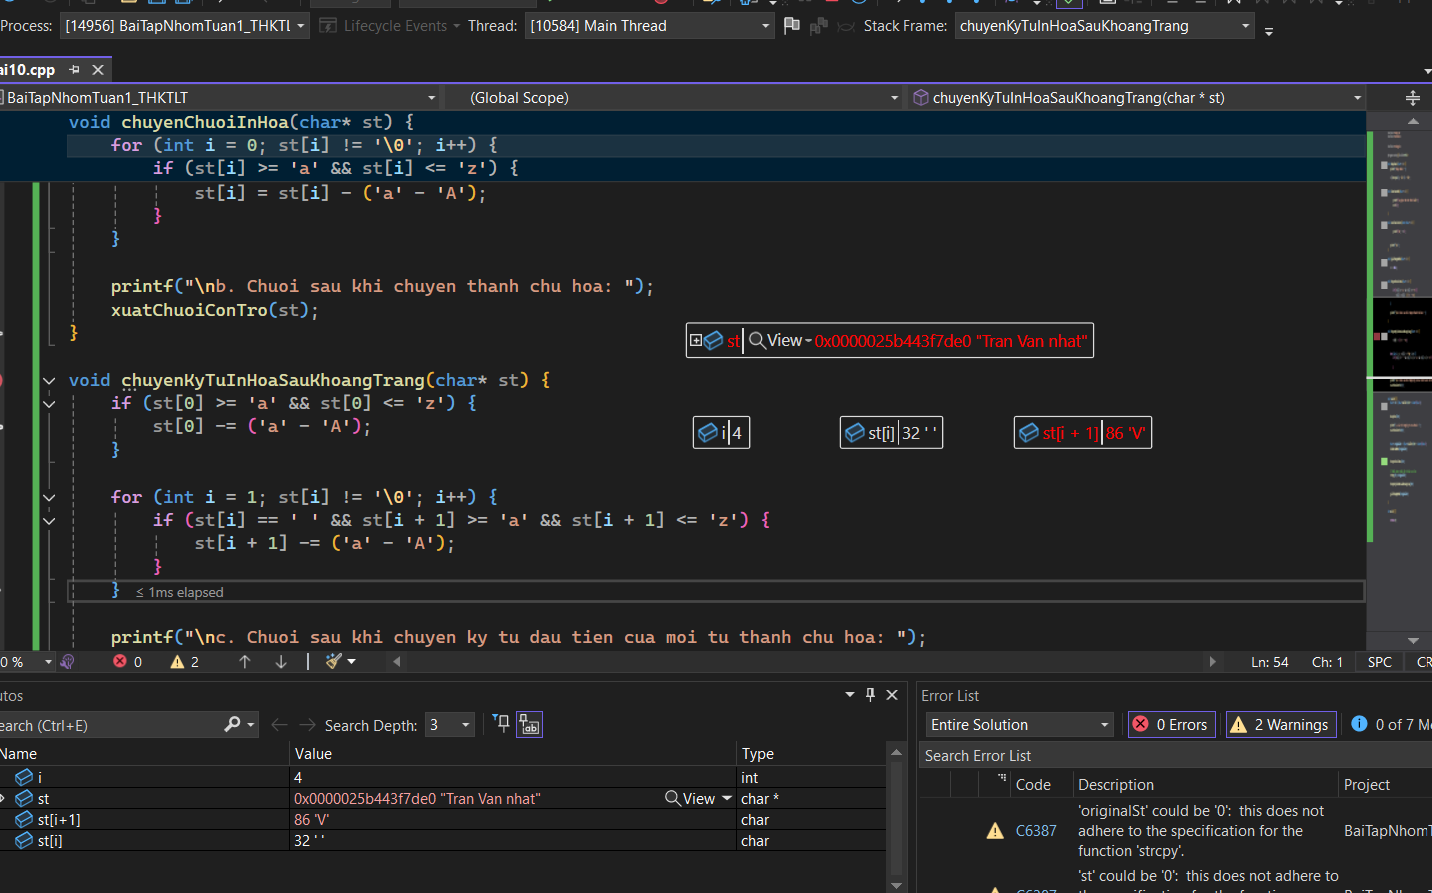 Process: [14956] BaiTapNhomTuan1_THKTL Lifecycle Events Thread: [10584] Main Thread Stack Frame: chuyenKyTuInHoaSauKhoangTrang
ai10.cpp
BaiTapNhomTuan1_THKTLT (Global Scope) chuyenKyTuInHoaSauKhoangTrang(char * st)
void chuyenChuoiInHoa(char* st) {
for (int i = 0; st[i] != '\0'; i++) {
if (st[i] >= 'a' && st[i] <= 'z') {
st[i] = st[i] - ('a' - 'A');
}
}
printf("\nb. Chuoi sau khi chuyen thanh chu hoa: ");
xuatChuoiConTro(st);
}
st View 0x0000025b443f7de0 "Tran Van nhat"
void chuyenKyTuInHoaSauKhoangTrang(char* st) {
if (st[0] >= 'a' && st[0] <= 'z') {
st[0] -= ('a' - 'A');
}
i 4 st[i] 32 ' ' st[i + 1] 86 'V'
for (int i = 1; st[i] != '\0'; i++) {
if (st[i] == ' ' && st[i + 1] >= 'a' && st[i + 1] <= 'z') {
st[i + 1] -= ('a' - 'A');
}
} ≤ 1ms elapsed
printf("\nc. Chuoi sau khi chuyen ky tu dau tien cua moi tu thanh chu hoa: ");
0 % 0 2 Ln: 54 Ch: 1 SPC CR
utos
earch (Ctrl+E) Search Depth: 3
Name Value Type
i 4 int
st 0x0000025b443f7de0 "Tran Van nhat" View char *
st[i+1] 86 'V' char
st[i] 32 ' ' char
Error List
Entire Solution 0 Errors 2 Warnings 0 of 7 M
Search Error List
Code Description Project
C6387 'originalSt' could be '0': this does not adhere to the specification for the function 'strcpy'. BaiTapNhomT
'st' could be '0': this does not adhere to